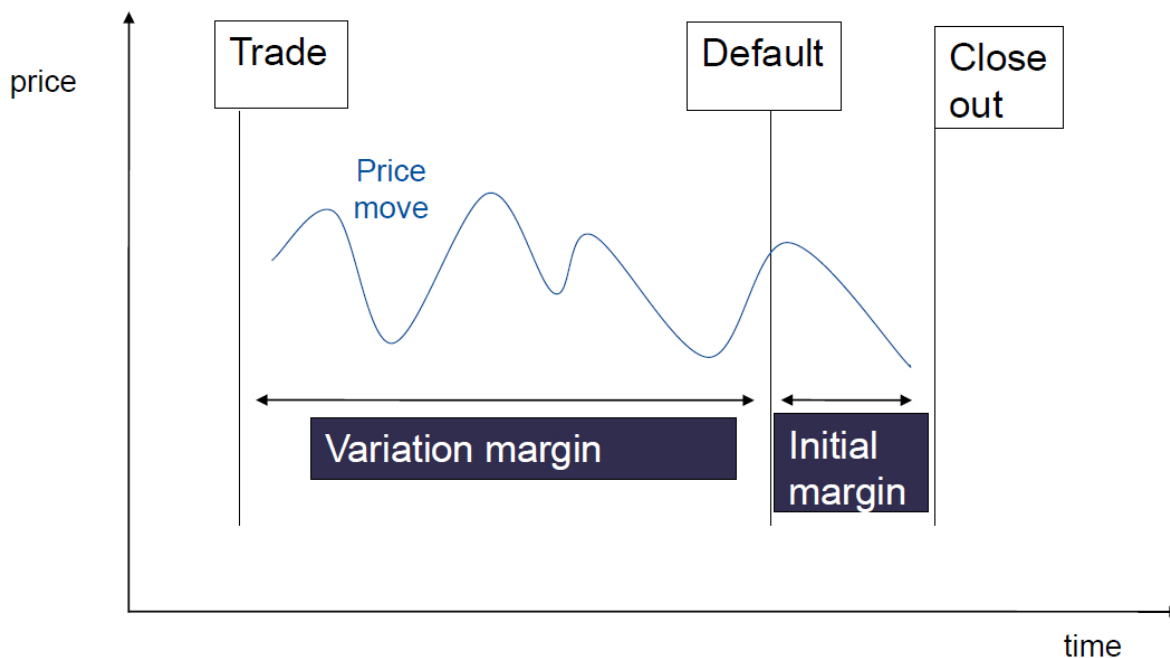 Trade
Default
Close
out
price
Price
move
Variation margin
Initial
margin
time